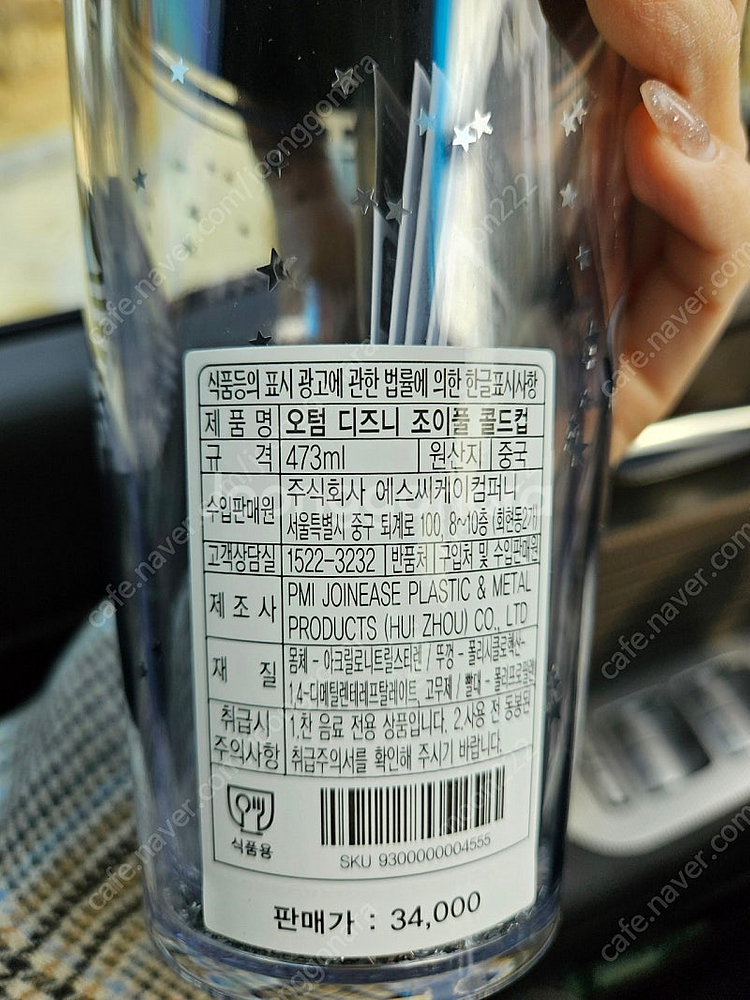 식품등의 표시 광고에 관한 법률에 의한 한글표시사항
제 품 명 오텀 디즈니 조이풀 콜드컵
규 격 473ml 원산지 중국
수입판매원 주식회사 에스씨케이컴퍼니
서울특별시 중구 퇴계로 100, 8~10층 (회현동2가
고객상담실 1522-3232 반품처 구입처 및 수입판매원
제 조 사 PMI JOINEASE PLASTIC & METAL
PRODUCTS (HUI ZHOU) CO., LTD
재 질 몸체 - 아크릴로니트릴스티렌 / 뚜껑 - 폴리시클로헥산-
1,4-디메틸렌테레프탈레이트, 고무제 / 빨대 - 폴리프로필렌
취급시 주의사항 1.찬 음료 전용 상품입니다. 2.사용 전 동봉된
취급주의서를 확인해 주시기 바랍니다.
식품용
SKU 9300000004555
판매가 : 34,000
cafe.naver.com/joonggonara
joongon222